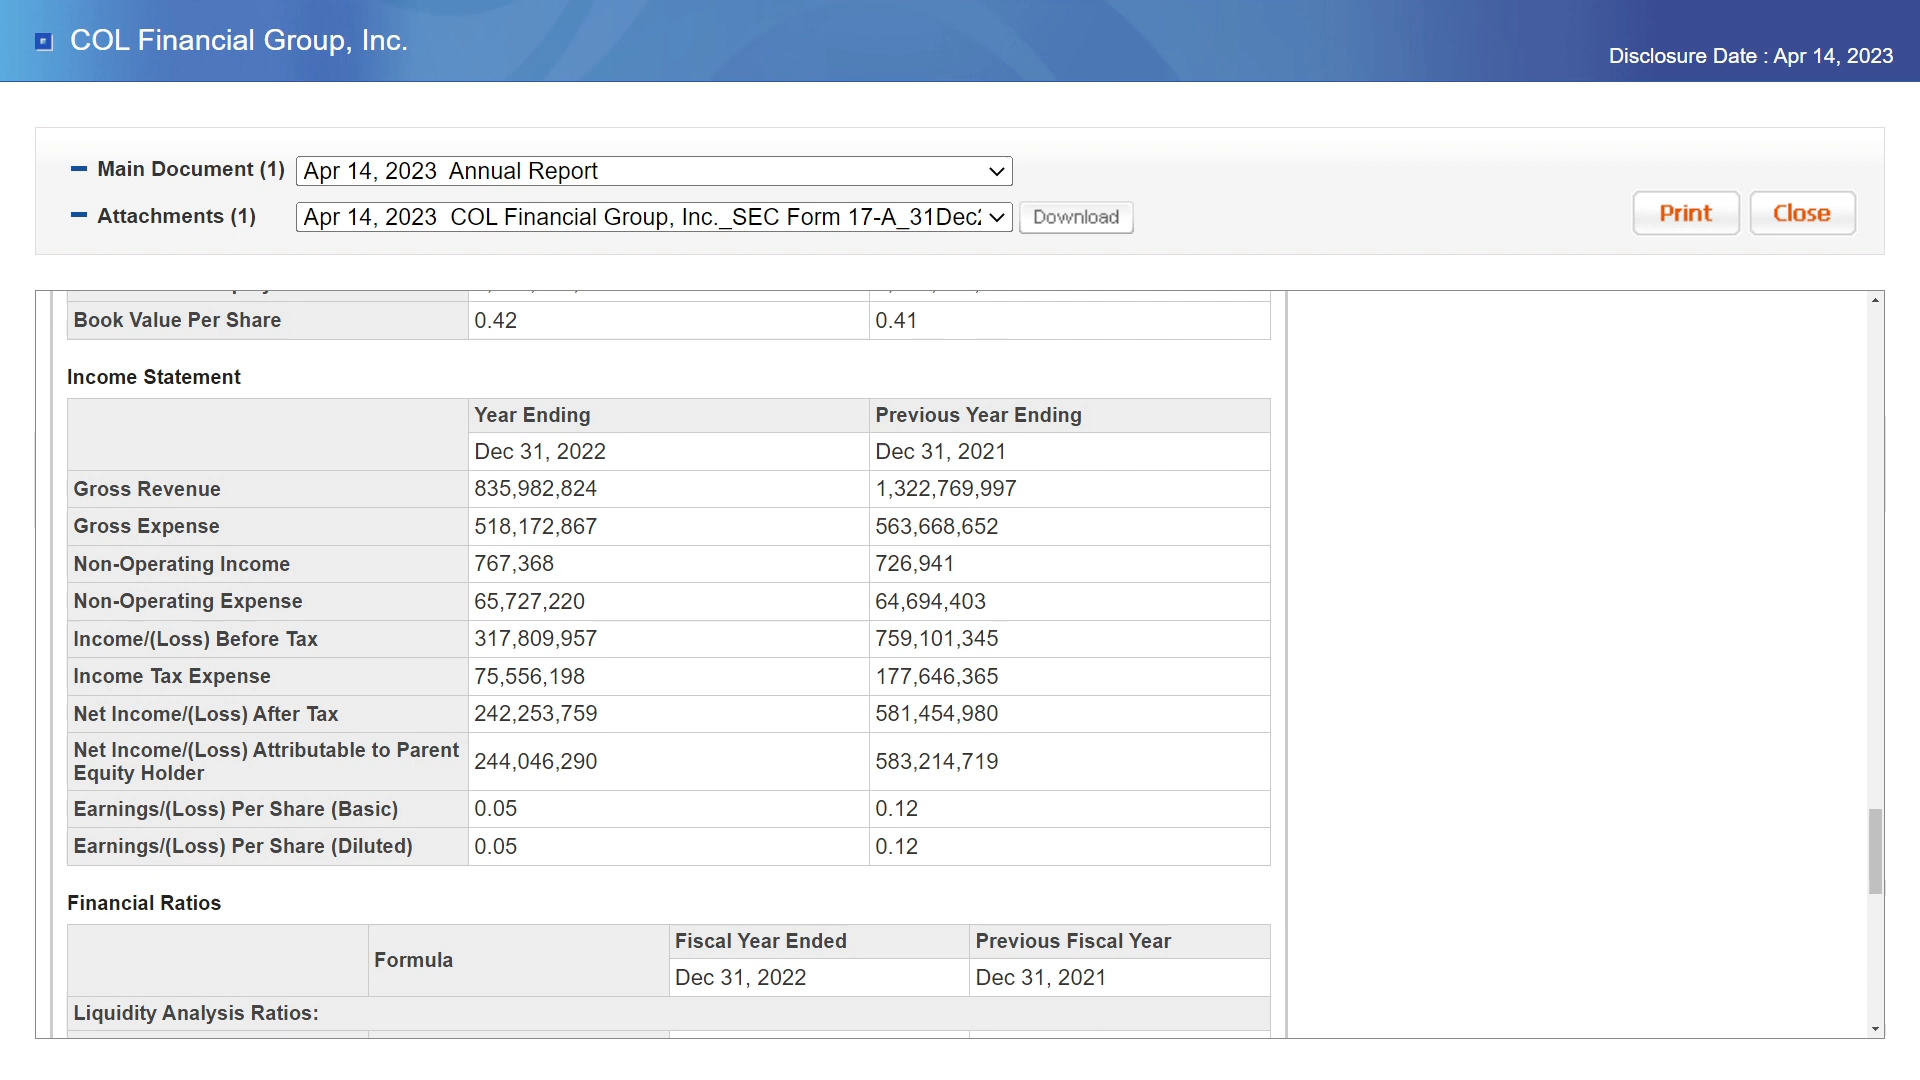 COL Financial Group, Inc.
Disclosure Date : Apr 14, 2023
Main Document (1) Apr 14, 2023 Annual Report
Attachments (1) Apr 14, 2023 COL Financial Group, Inc._SEC Form 17-A_31Dec Download
Print Close
Book Value Per Share 0.42 0.41
Income Statement
Year Ending Previous Year Ending
Dec 31, 2022 Dec 31, 2021
Gross Revenue 835,982,824 1,322,769,997
Gross Expense 518,172,867 563,668,652
Non-Operating Income 767,368 726,941
Non-Operating Expense 65,727,220 64,694,403
Income/(Loss) Before Tax 317,809,957 759,101,345
Income Tax Expense 75,556,198 177,646,365
Net Income/(Loss) After Tax 242,253,759 581,454,980
Net Income/(Loss) Attributable to Parent
Equity Holder 244,046,290 583,214,719
Earnings/(Loss) Per Share (Basic) 0.05 0.12
Earnings/(Loss) Per Share (Diluted) 0.05 0.12
Financial Ratios
Formula
Fiscal Year Ended Previous Fiscal Year
Dec 31, 2022 Dec 31, 2021
Liquidity Analysis Ratios: